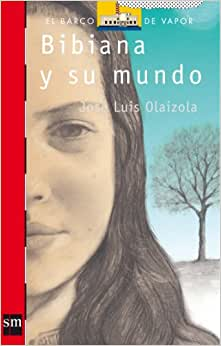 EL BARCO DE VAPOR
Bibiana
y su mundo
José Luis Olaizola
sm